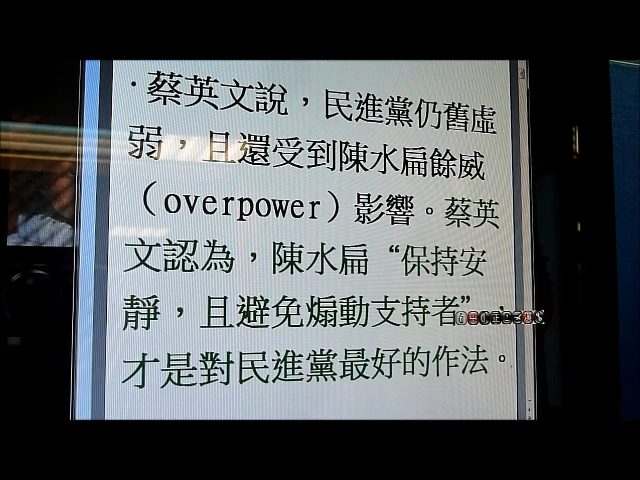 ·蔡英文說，民進黨仍舊虛
弱，且還受到陳水扁餘威
（overpower）影響。蔡英
文認為，陳水扁“保持安
靜，且避免煽動支持者”，
才是對民進黨最好的作法。